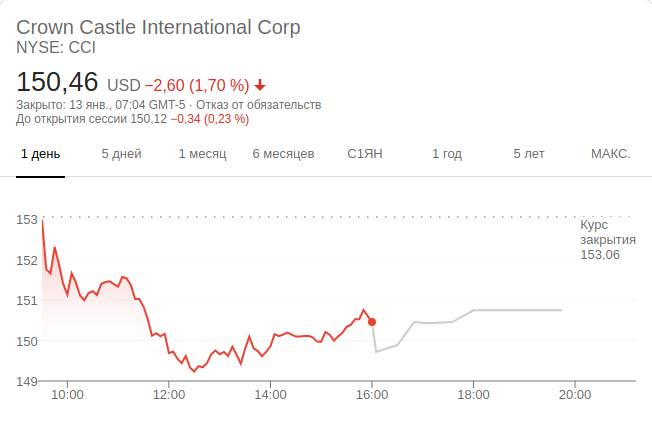 Crown Castle International Corp
NYSE: CCI
150,46 USD −2,60 (1,70 %)
Закрыто: 13 янв., 07:04 GMT-5 · Отказ от обязательств
До открытия сессии 150,12 −0,34 (0,23 %)
1 день 5 дней 1 месяц 6 месяцев С1ЯН 1 год 5 лет МАКС.
153
Курс
закрытия
153,06
152
151
150
149
10:00 12:00 14:00 16:00 18:00 20:00